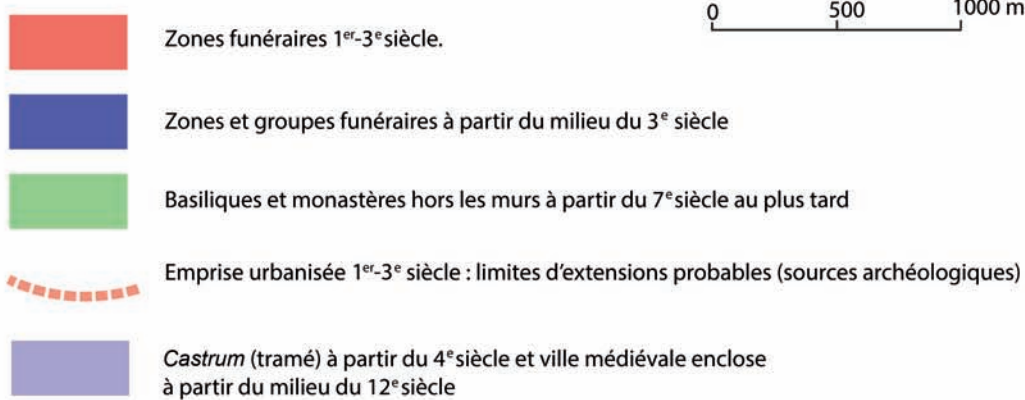 0 500 1000 m
Zones funéraires 1er-3e siècle.
Zones et groupes funéraires à partir du milieu du 3e siècle
Basiliques et monastères hors les murs à partir du 7e siècle au plus tard
Emprise urbanisée 1er-3e siècle : limites d'extensions probables (sources archéologiques)
Castrum (tramé) à partir du 4e siècle et ville médiévale enclose
à partir du milieu du 12e siècle